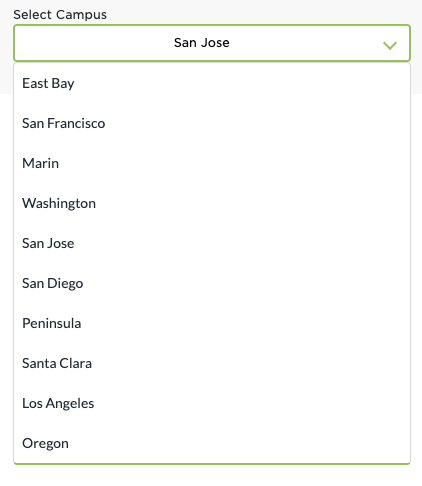 Select Campus
San Jose
East Bay
San Francisco
Marin
Washington
San Jose
San Diego
Peninsula
Santa Clara
Los Angeles
Oregon